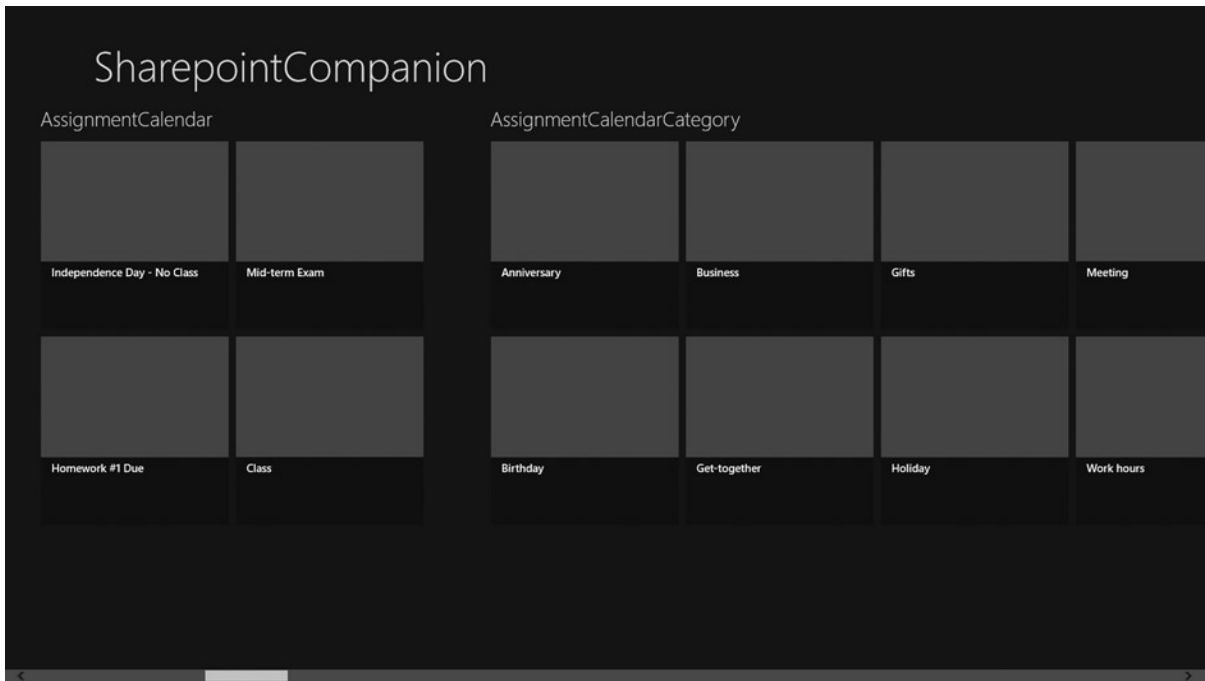 SharepointCompanion
AssignmentCalendar
Independence Day - No Class
Mid-term Exam
Homework #1 Due
Class
AssignmentCalendarCategory
Anniversary
Business
Gifts
Meeting
Birthday
Get-together
Holiday
Work hours